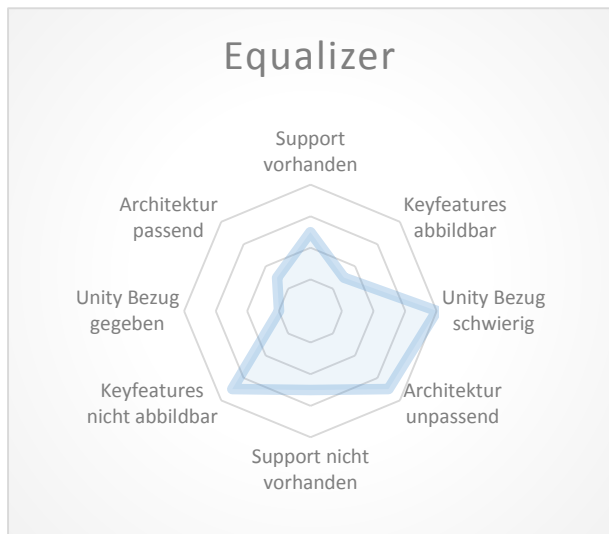 Equalizer
Support
vorhanden
Keyfeatures
abbildbar
Unity Bezug
schwierig
Architektur
unpassend
Support nicht
vorhanden
Keyfeatures
nicht abbildbar
Unity Bezug
gegeben
Architektur
passend